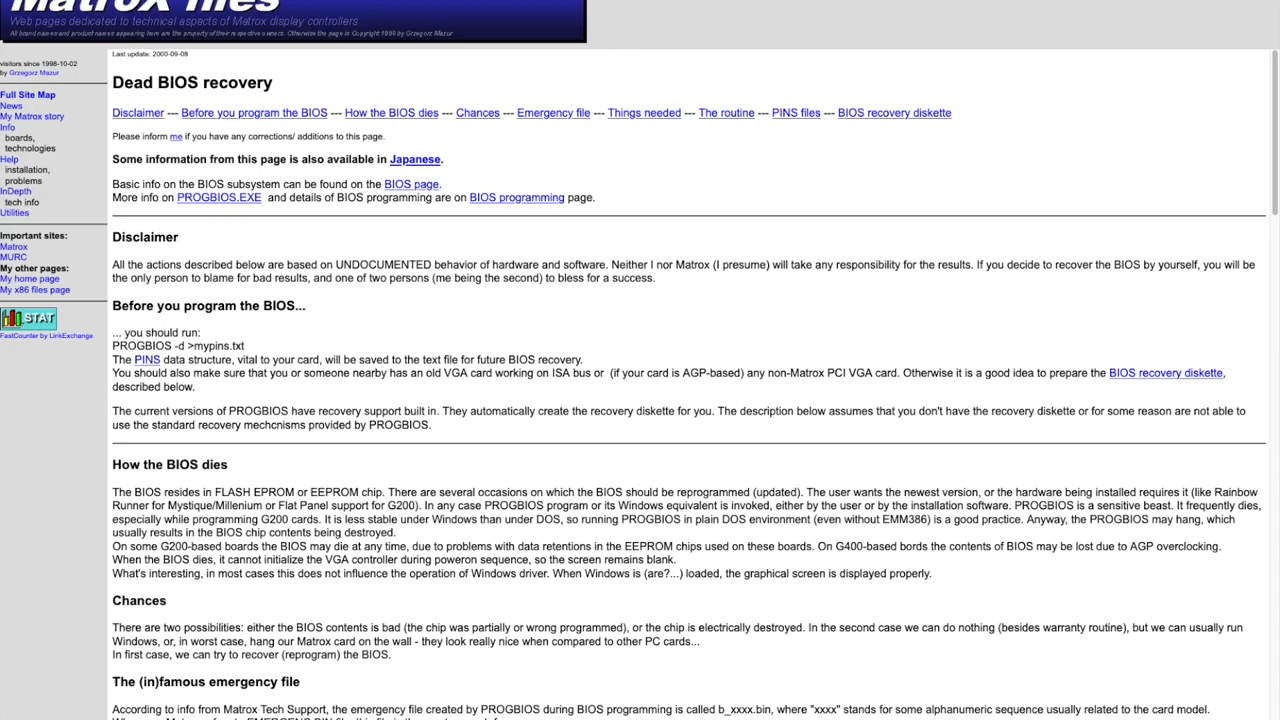 Matrox files
Web pages dedicated to technical aspects of Matrox display controllers
All brand names and product names appearing here are the property of their respective owners. Otherwise the page is Copyright 1998 by Grzegorz Mazur
visitors since 1998-10-02
by Grzegorz Mazur
Full Site Map
News
My Matrox story
Info
boards,
technologies
Help
installation,
problems
InDepth
tech info
Utilities
Important sites:
Matrox
MURC
My other pages:
My home page
My x86 files page
STAT
FastCounter by LinkExchange
Last update: 2000-09-08
Dead BIOS recovery
Disclaimer --- Before you program the BIOS --- How the BIOS dies --- Chances --- Emergency file --- Things needed --- The routine --- PINS files --- BIOS recovery diskette
Please inform me if you have any corrections/ additions to this page.
Some information from this page is also available in Japanese.
Basic info on the BIOS subsystem can be found on the BIOS page.
More info on PROGBIOS.EXE and details of BIOS programming are on BIOS programming page.
Disclaimer
All the actions described below are based on UNDOCUMENTED behavior of hardware and software. Neither I nor Matrox (I presume) will take any responsibility for the results. If you decide to recover the BIOS by yourself, you will be
the only person to blame for bad results, and one of two persons (me being the second) to bless for a success.
Before you program the BIOS...
... you should run:
PROGBIOS -d >mypins.txt
The PINS data structure, vital to your card, will be saved to the text file for future BIOS recovery.
You should also make sure that you or someone nearby has an old VGA card working on ISA bus or (if your card is AGP-based) any non-Matrox PCI VGA card. Otherwise it is a good idea to prepare the BIOS recovery diskette,
described below.
The current versions of PROGBIOS have recovery support built in. They automatically create the recovery diskette for you. The description below assumes that you don't have the recovery diskette or for some reason are not able to
use the standard recovery mechcnisms provided by PROGBIOS.
How the BIOS dies
The BIOS resides in FLASH EPROM or EEPROM chip. There are several occasions on which the BIOS should be reprogrammed (updated). The user wants the newest version, or the hardware being installed requires it (like Rainbow
Runner for Mystique/Millenium or Flat Panel support for G200). In any case PROGBIOS program or its Windows equivalent is invoked, either by the user or by the installation software. PROGBIOS is a sensitive beast. It frequently dies,
especially while programming G200 cards. It is less stable under Windows than under DOS, so running PROGBIOS in plain DOS environment (even without EMM386) is a good practice. Anyway, the PROGBIOS may hang, which
usually results in the BIOS chip contents being destroyed.
On some G200-based boards the BIOS may die at any time, due to problems with data retentions in the EEPROM chips used on these boards. On G400-based bords the contents of BIOS may be lost due to AGP overclocking.
When the BIOS dies, it cannot initialize the VGA controller during poweron sequence, so the screen remains blank.
What's interesting, in most cases this does not influence the operation of Windows driver. When Windows is (are?...) loaded, the graphical screen is displayed properly.
Chances
There are two possibilities: either the BIOS contents is bad (the chip was partially or wrong programmed), or the chip is electrically destroyed. In the second case we can do nothing (besides warranty routine), but we can usually run
Windows, or, in worst case, hang our Matrox card on the wall - they look really nice when compared to other PC cards...
In first case, we can try to recover (reprogram) the BIOS.
The (in)famous emergency file
According to info from Matrox Tech Support, the emergency file created by PROGBIOS during BIOS programming is called b_xxxx.bin, where "xxxx" stands for some alphanumeric sequence usually related to the card model.